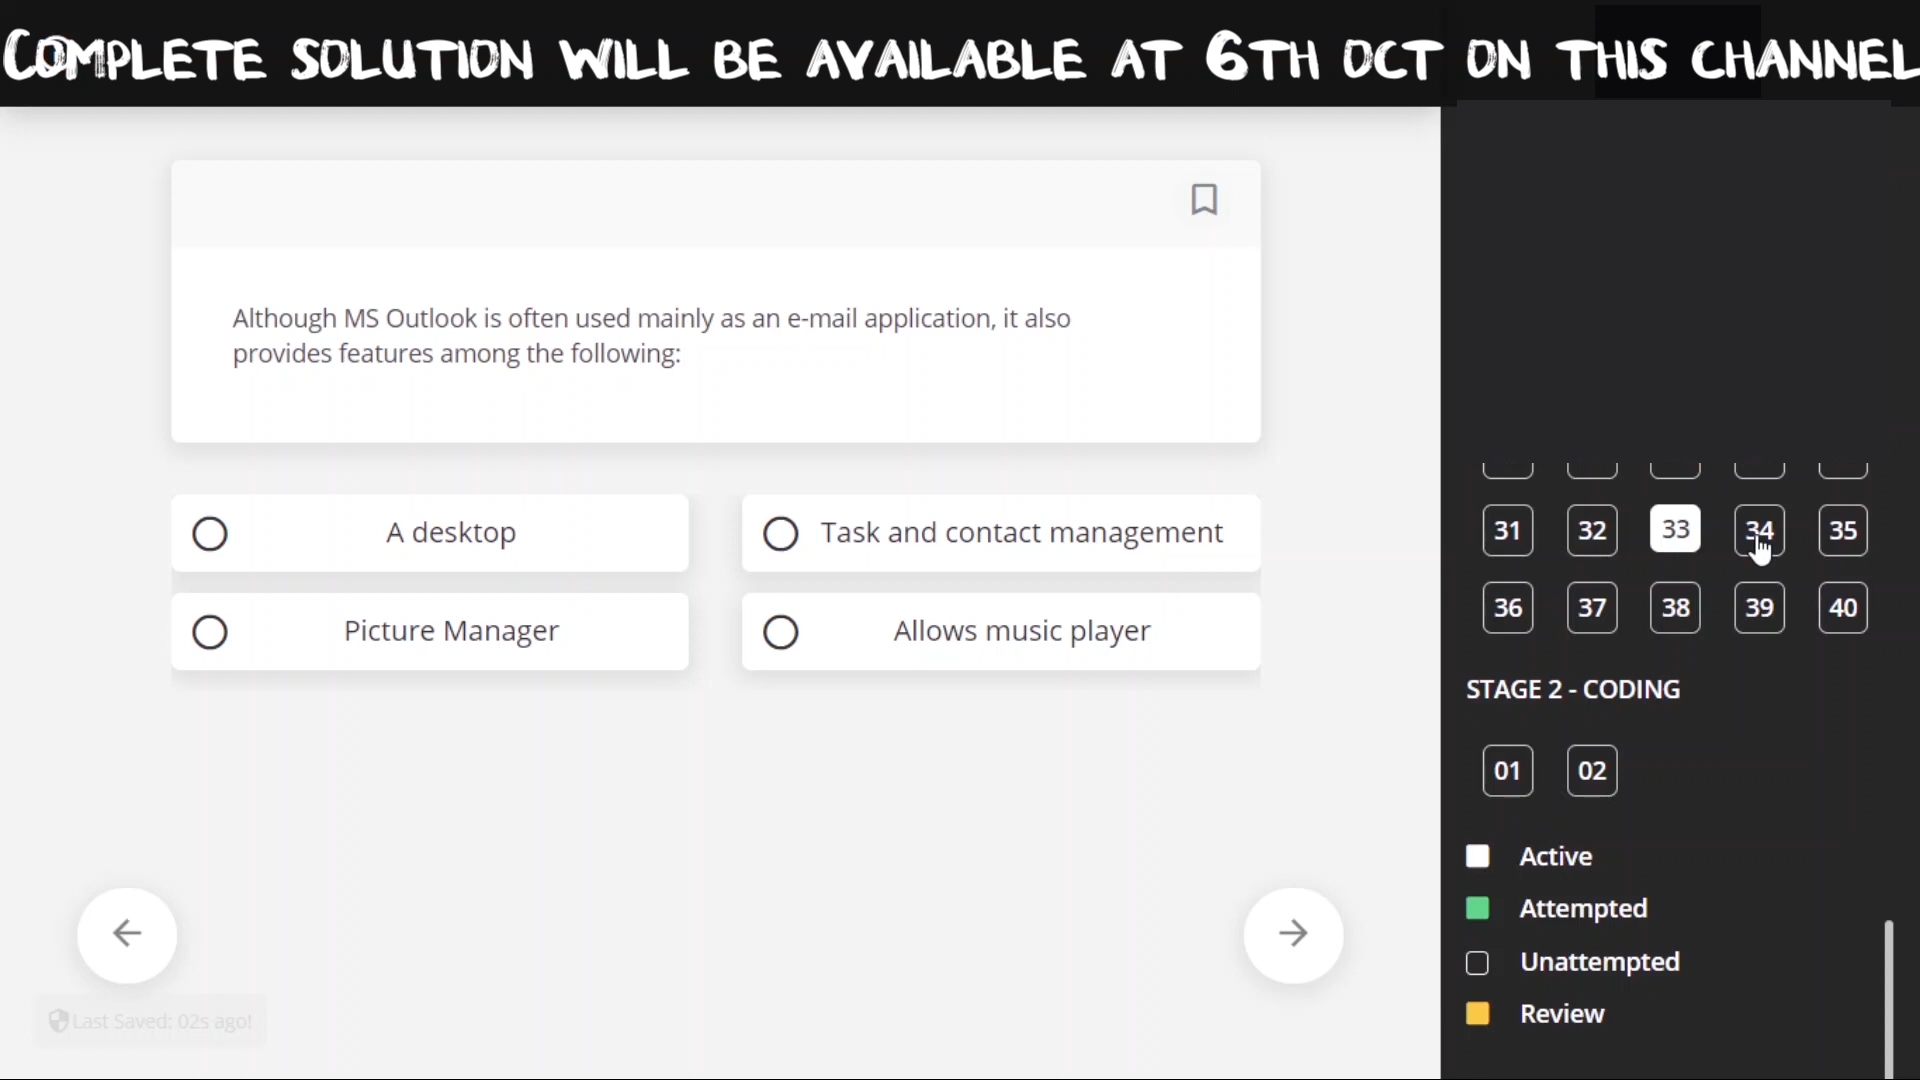 Complete solution will be available at 6th oct on this channel
Although MS Outlook is often used mainly as an e-mail application, it also
provides features among the following:
A desktop
Task and contact management
Picture Manager
Allows music player
31 32 33 34 35
36 37 38 39 40
STAGE 2 - CODING
01 02
Active
Attempted
Unattempted
Review
Last Saved: 02s ago!